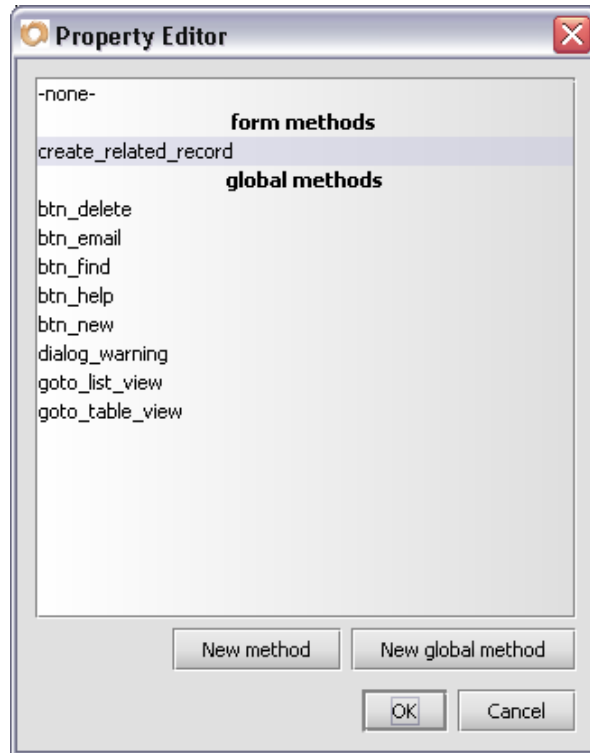 Property Editor
-none-
form methods
create_related_record
global methods
btn_delete
btn_email
btn_find
btn_help
btn_new
dialog_warning
goto_list_view
goto_table_view
New method New global method
OK Cancel